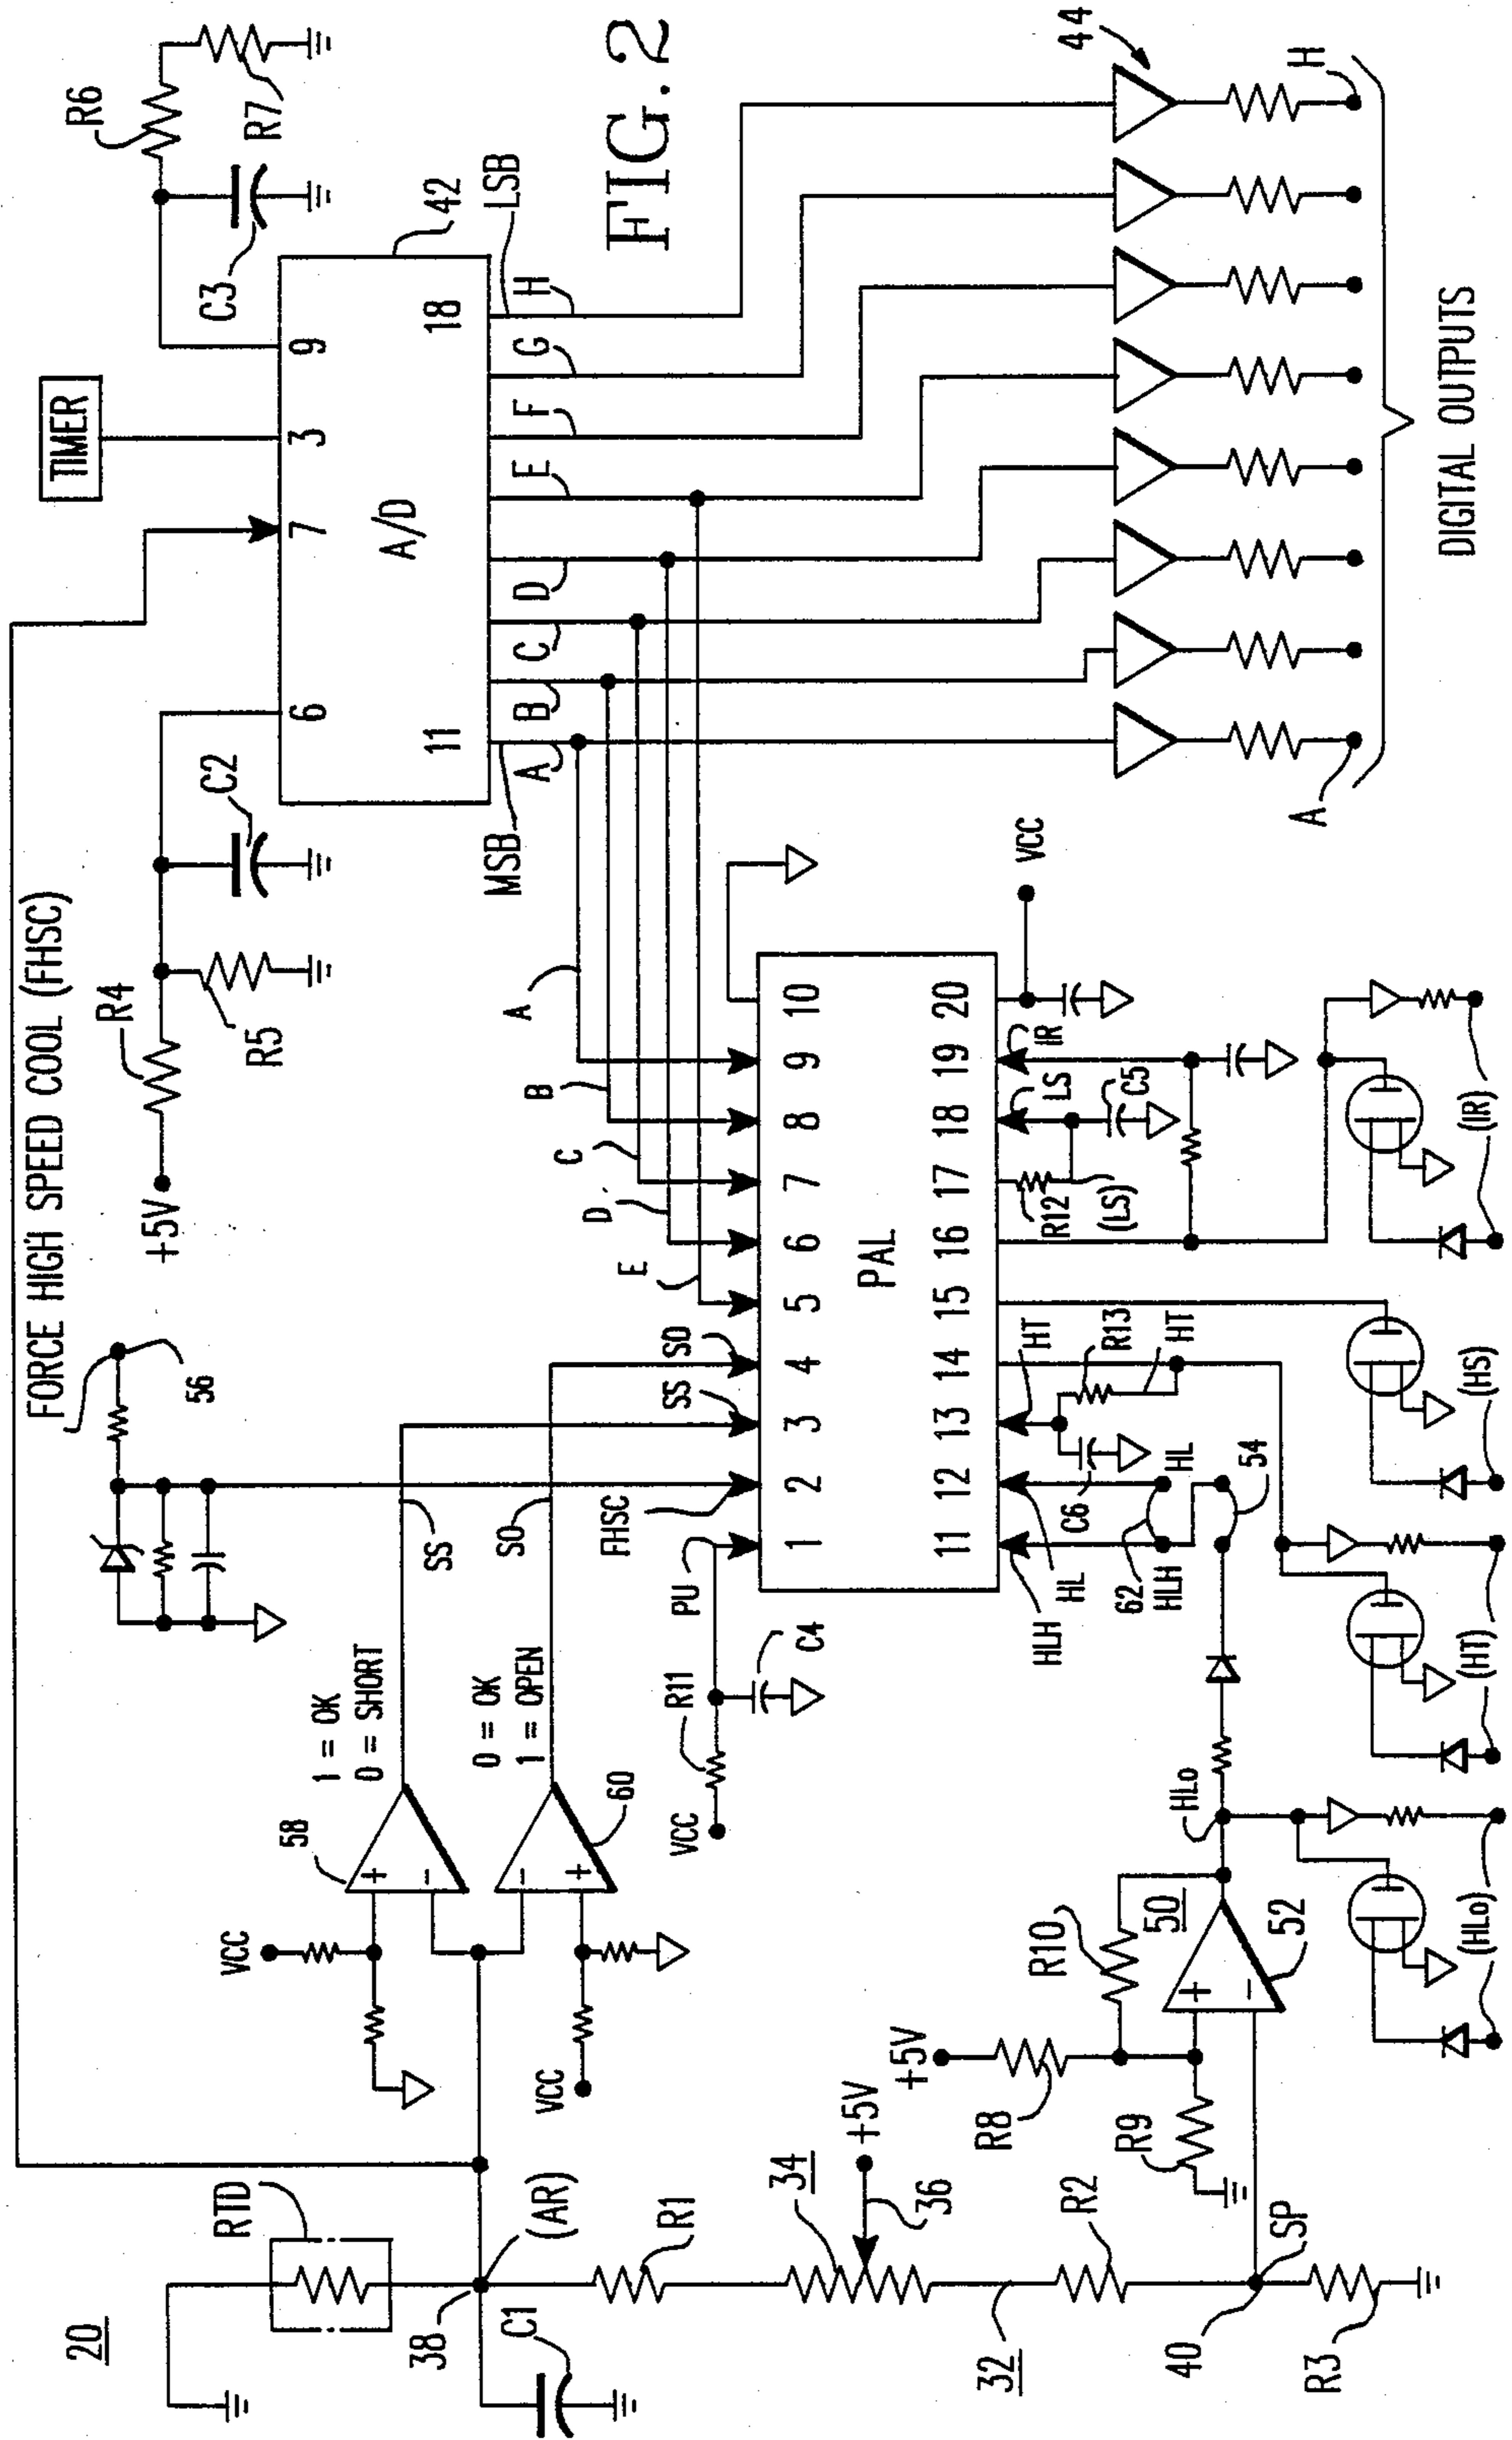 20
RTD
38
(AR)
C1
R1
34
+5V
36
32
R2
40
SP
R3
FORCE HIGH SPEED COOL (FHSC)
56
+5V
R4
R5
C2
TIMER
C3
R6
R7
6
7
3
9
A/D
11
18
42
MSB
LSB
A
B
C
D
E
F
G
H
FIG. 2
44
H
A
DIGITAL OUTPUTS
VCC
58
+
-
1 = OK
0 = SHORT
SS
-
+
60
0 = OK
1 = OPEN
SO
VCC
VCC
R11
C4
PU
FHSC
SS
SO
E
D
C
B
A
1
2
3
4
5
6
7
8
9
10
PAL
11
12
13
14
15
16
17
18
19
20
VCC
HLH
HL
62
HLH
HL
C6
HT
R13
HT
54
R12
(LS)
LS
C5
IR
+5V
R8
R9
R10
50
+
-
52
HLo
(HLo)
(HT)
(HS)
(IR)